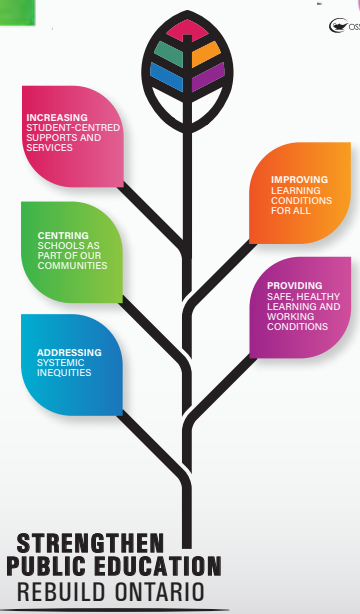 OSS
INCREASING
STUDENT-CENTRED
SUPPORTS AND
SERVICES
IMPROVING
LEARNING
CONDITIONS
FOR ALL
CENTRING
SCHOOLS AS
PART OF OUR
COMMUNITIES
PROVIDING
SAFE, HEALTHY
LEARNING AND
WORKING
CONDITIONS
ADDRESSING
SYSTEMIC
INEQUITIES
STRENGTHEN
PUBLIC EDUCATION
REBUILD ONTARIO